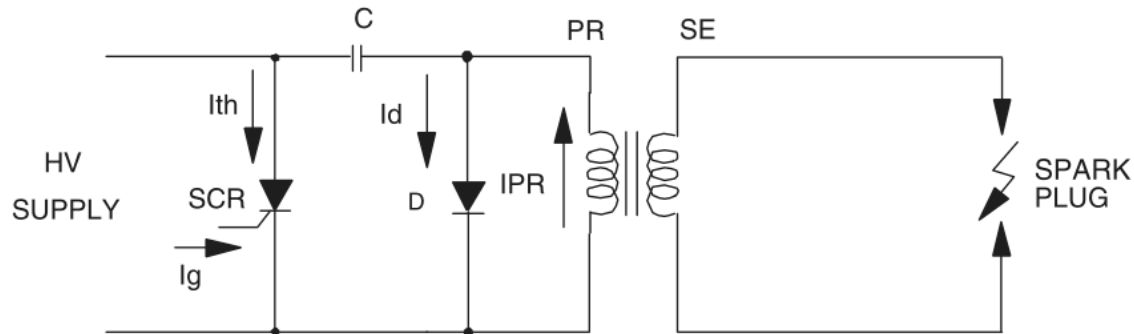 C
PR
SE
Ith
Id
HV
SUPPLY
SCR
D
IPR
SPARK
PLUG
Ig